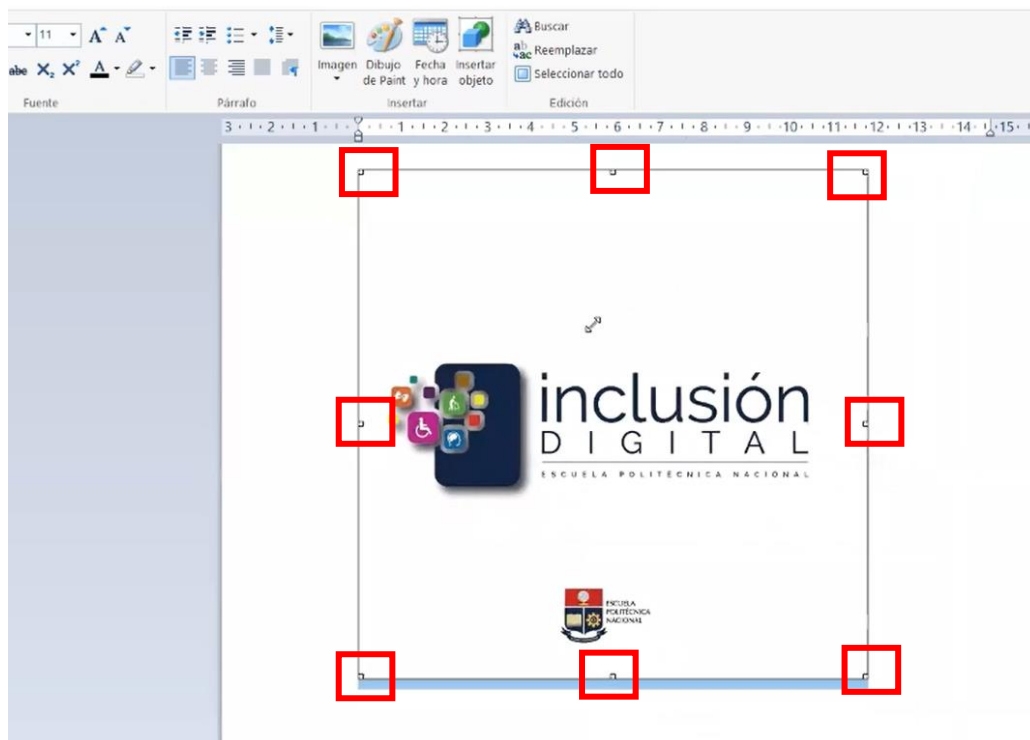 11 A A
Buscar
ab ac Reemplazar
Seleccionar todo
abe X₂ X² A
Imagen Dibujo de Paint Fecha y hora Insertar objeto
Fuente Párrafo Insertar Edición
3 2 1 1 2 3 4 5 6 7 8 9 10 11 12 13 14 15
inclusión
DIGITAL
ESCUELA POLITÉCNICA NACIONAL
ESCUELA
POLITÉCNICA
NACIONAL